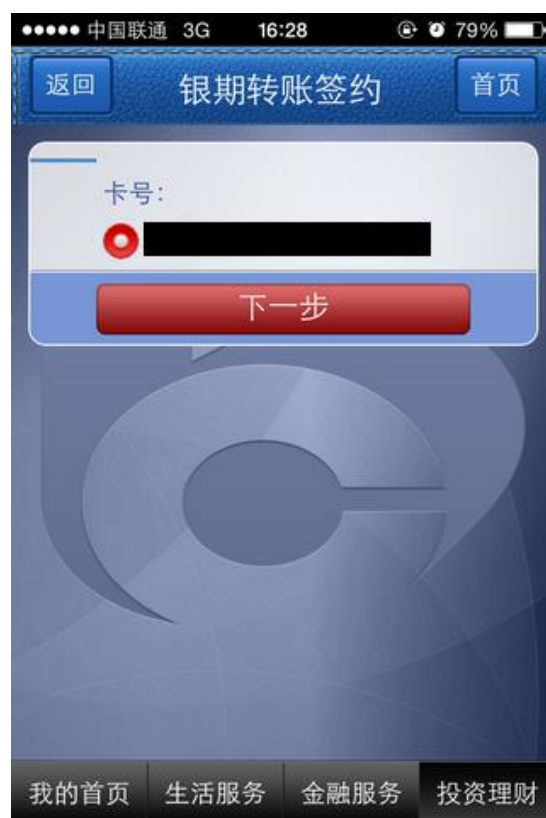 中国联通 3G 16:28 79%
返回 银期转账签约 首页
卡号:
下一步
我的首页 生活服务 金融服务 投资理财